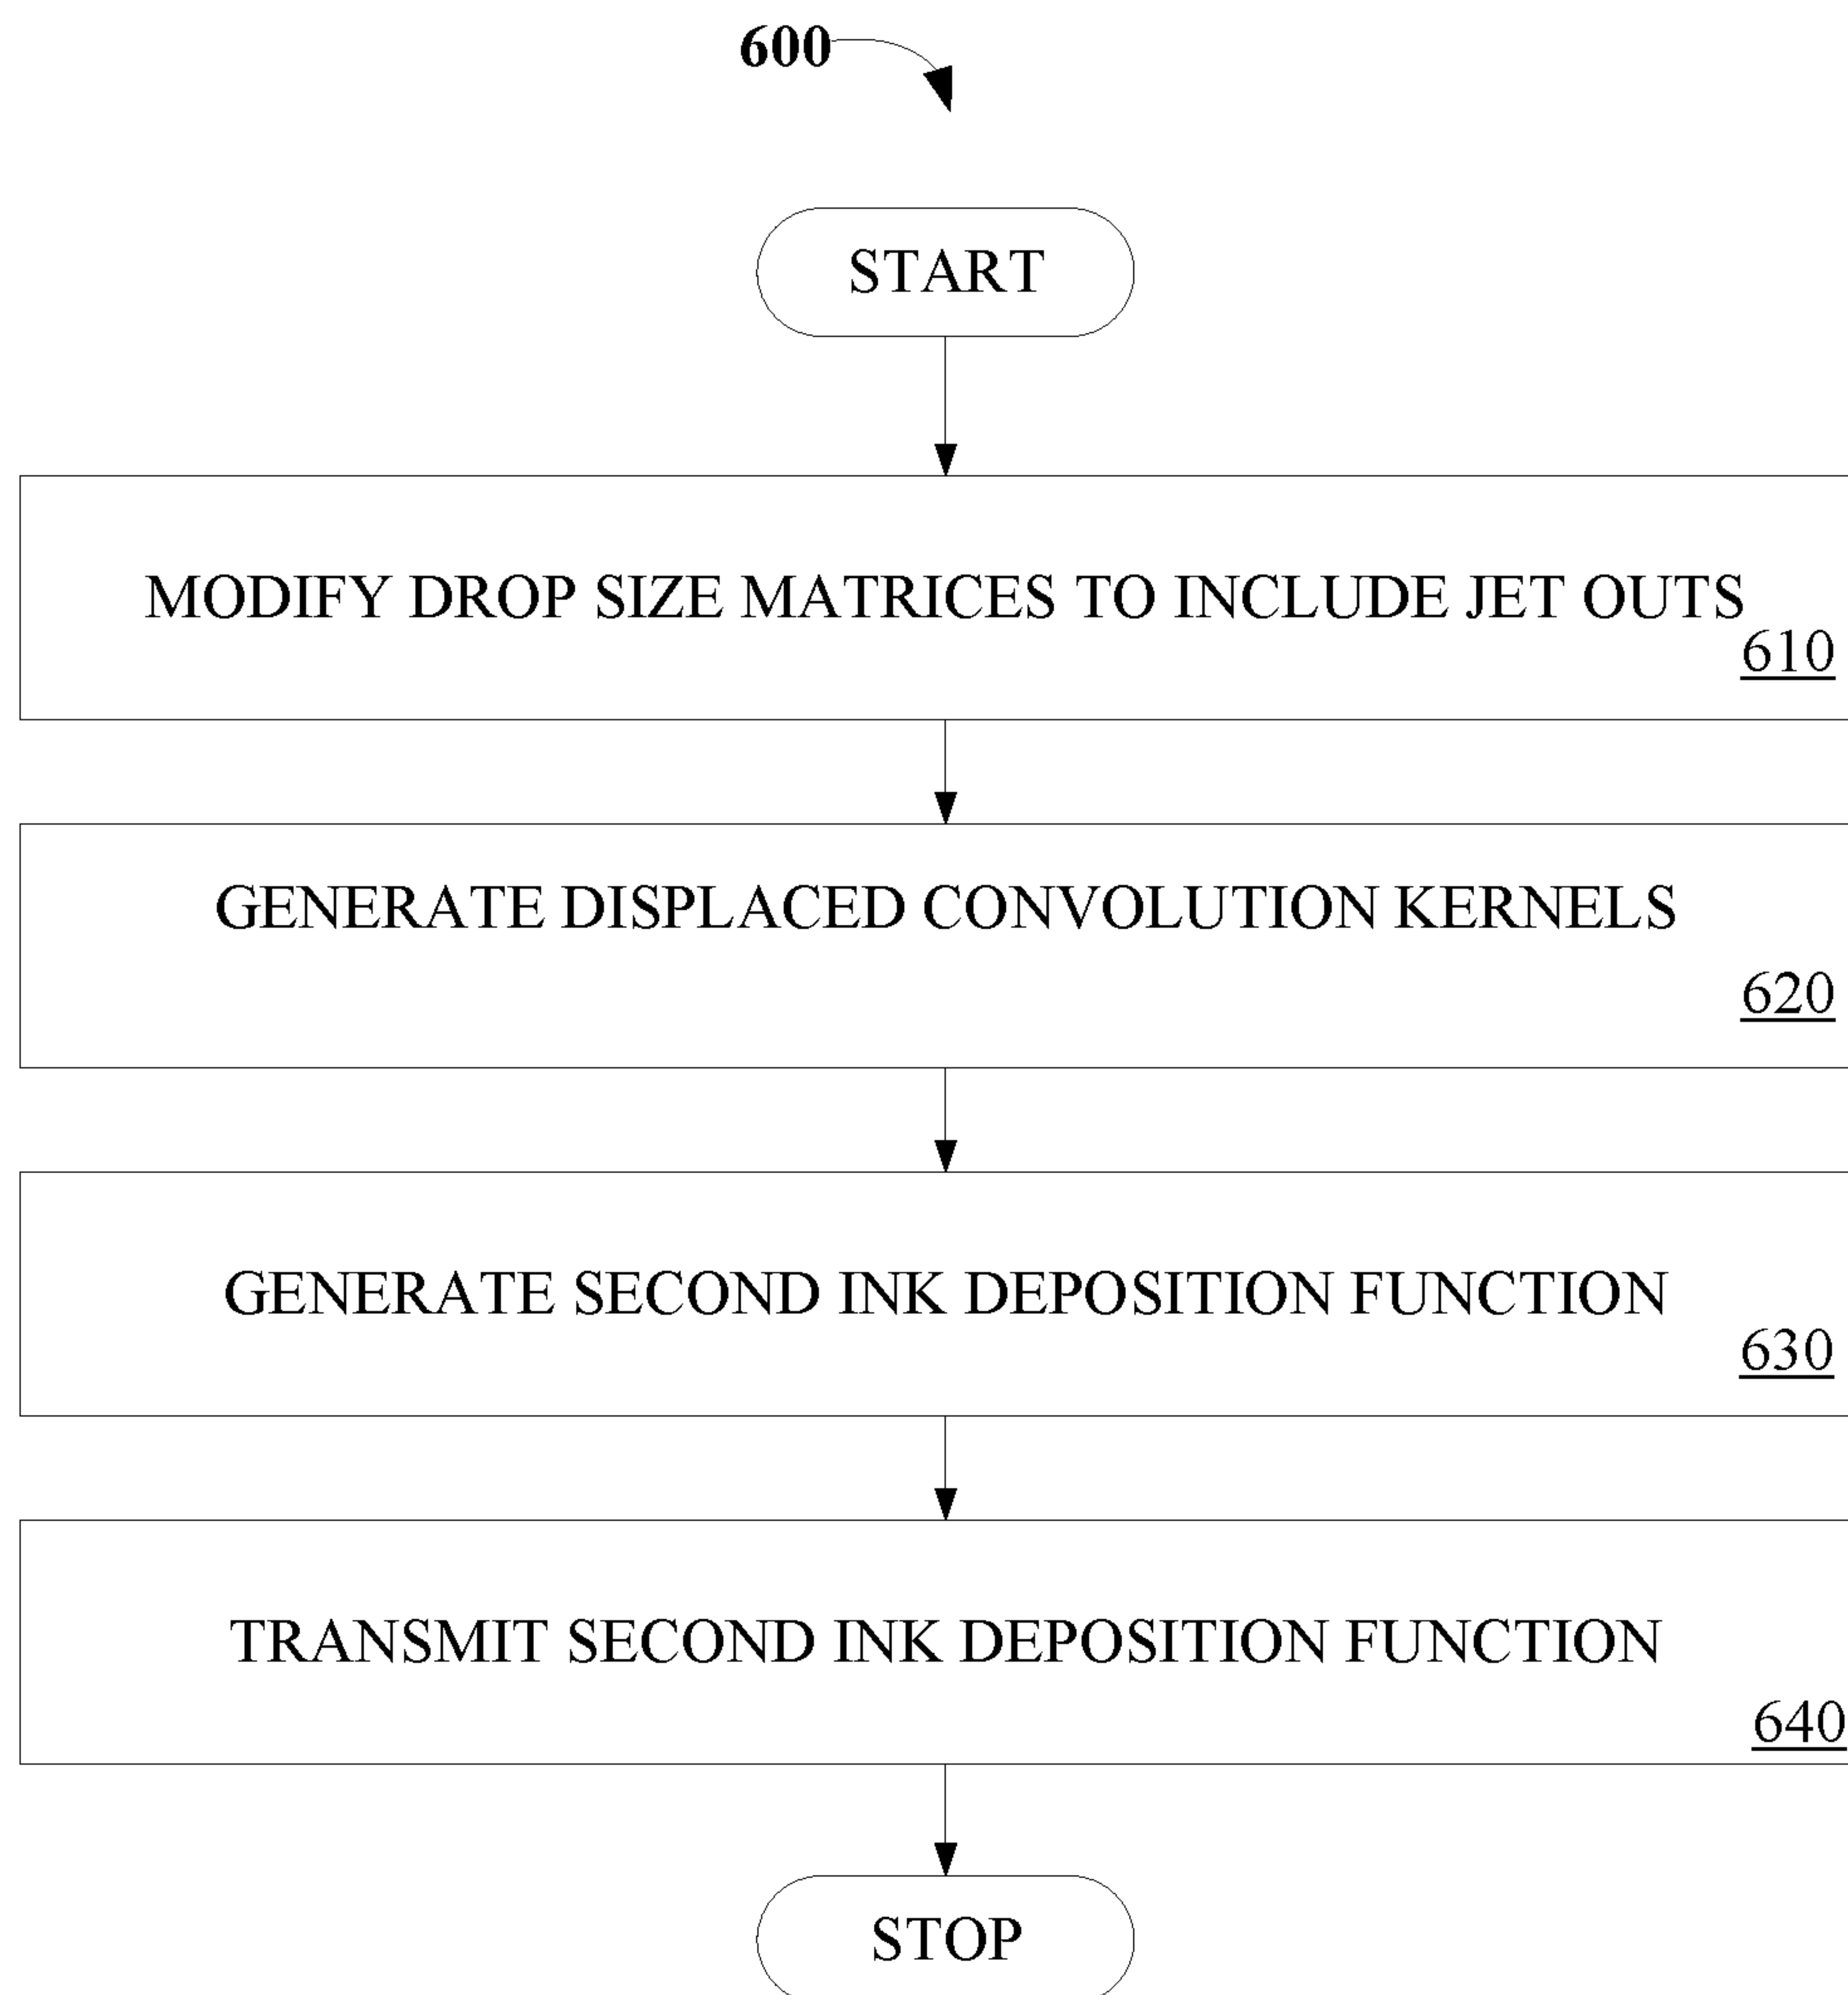 600
START
MODIFY DROP SIZE MATRICES TO INCLUDE JET OUTS
610
GENERATE DISPLACED CONVOLUTION KERNELS
620
GENERATE SECOND INK DEPOSITION FUNCTION
630
TRANSMIT SECOND INK DEPOSITION FUNCTION
640
STOP